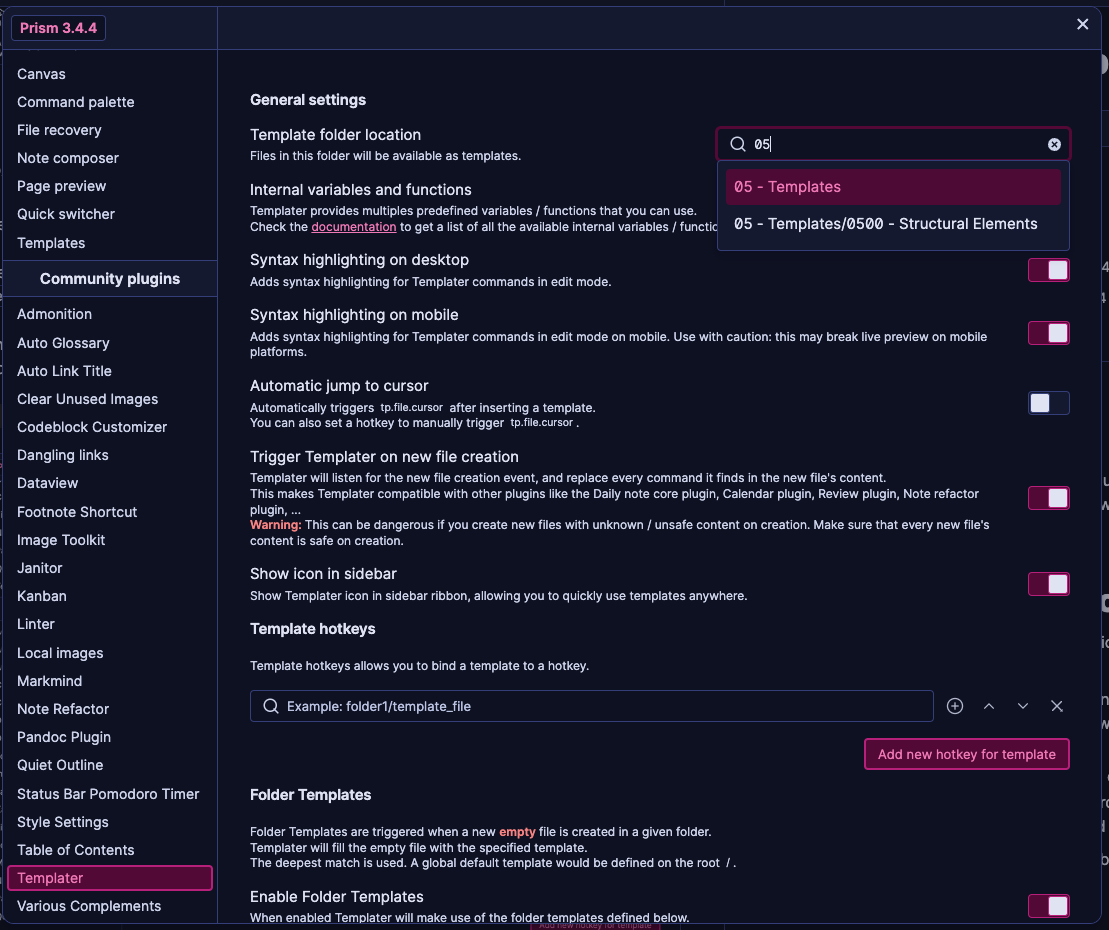 Prism 3.4.4
Canvas
Command palette
File recovery
Note composer
Page preview
Quick switcher
Templates
Community plugins
Admonition
Auto Glossary
Auto Link Title
Clear Unused Images
Codeblock Customizer
Dangling links
Dataview
Footnote Shortcut
Image Toolkit
Janitor
Kanban
Linter
Local images
Markmind
Note Refactor
Pandoc Plugin
Quiet Outline
Status Bar Pomodoro Timer
Style Settings
Table of Contents
Templater
Various Complements
General settings
Template folder location
Files in this folder will be available as templates.
05
05 - Templates
05 - Templates/0500 - Structural Elements
Internal variables and functions
Templater provides multiple predefined variables / functions that you can use.
Check the documentation to get a list of all the available internal variables /
Syntax highlighting on desktop
Adds syntax highlighting for Templater commands in edit mode.
Syntax highlighting on mobile
Adds syntax highlighting for Templater commands in edit mode on mobile. Use with caution: this may break live preview on mobile
platforms.
Automatic jump to cursor
Automatically triggers tp.file.cursor after inserting a template.
You can also set a hotkey to manually trigger tp.file.cursor .
Trigger Templater on new file creation
Templater will listen for the new file creation event, and replace every command it finds in the new file's content.
This makes Templater compatible with other plugins like the Daily note core plugin, Calendar plugin, Review plugin, Note refactor
plugin, ...
Warning: This can be dangerous if you create new files with unknown / unsafe content on creation. Make sure that every new file's
content is safe on creation.
Show icon in sidebar
Show Templater icon in sidebar ribbon, allowing you to quickly use templates anywhere.
Template hotkeys
Template hotkeys allows you to bind a template to a hotkey.
Example: folder1/template_file
Add new hotkey for template
Folder Templates
Folder Templates are triggered when a new empty file is created in a given folder.
Templater will fill the empty file with the specified template.
The deepest match is used. A global default template would be defined on the root / .
Enable Folder Templates
When enabled Templater will make use of the folder templates defined below.
Add new hotkey for template